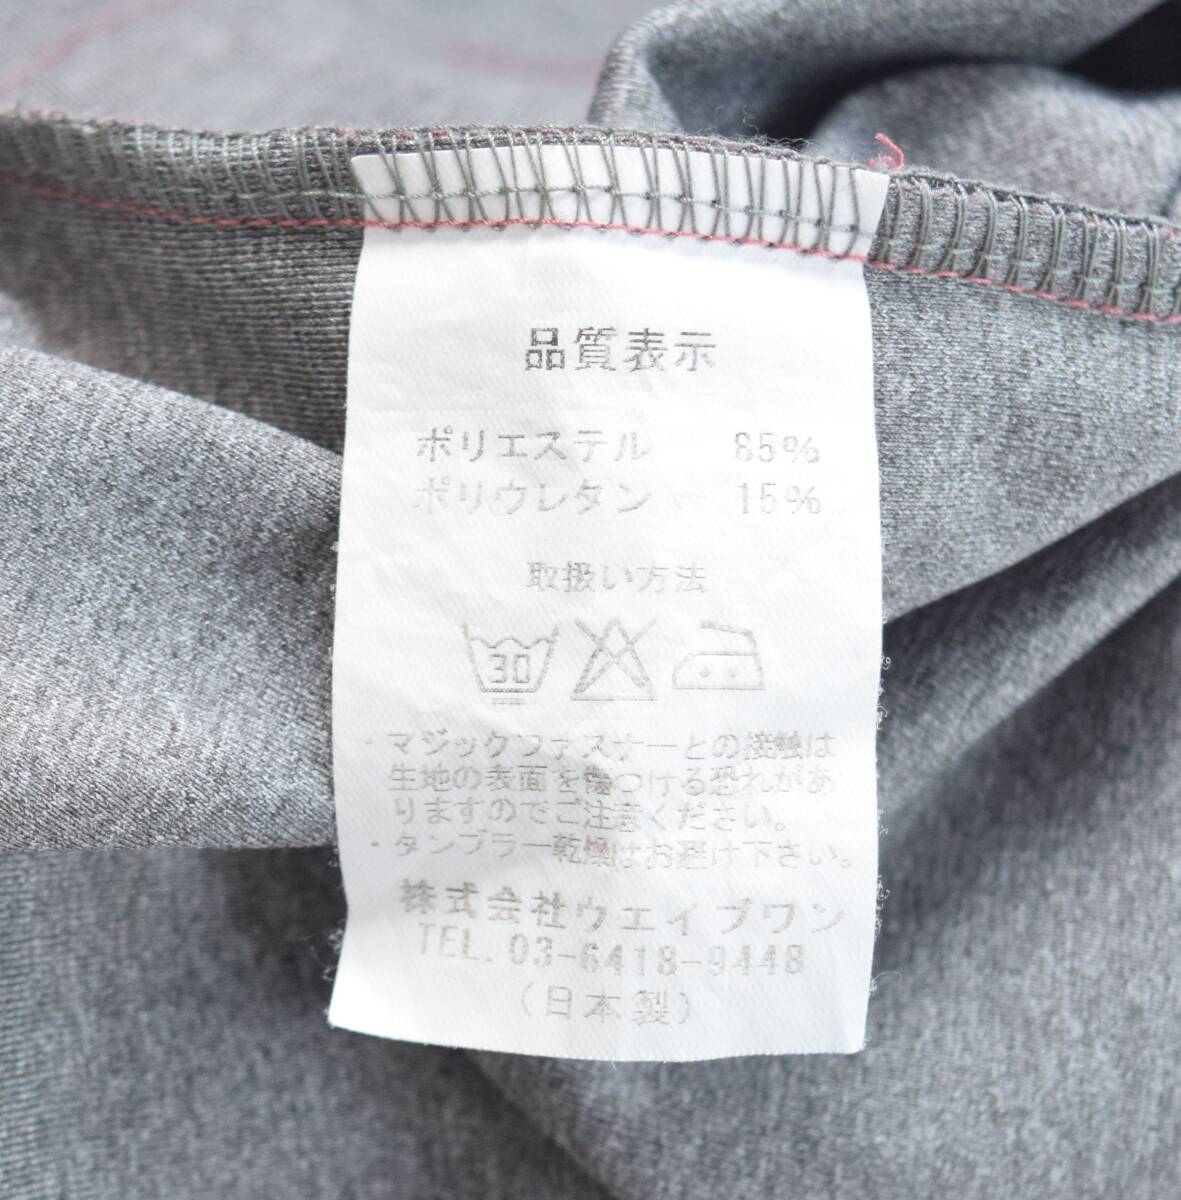 品質表示
ポリエステル 85%
ポリウレタン 15%
取扱い方法
30
・マジックファスナーとの接触は
生地の表面を傷つける恐れがあ
りますのでご注意ください。
・タンブラー乾燥はお避け下さい。
株式会社ウエイブワン
TEL. 03-6418-9448
(日本製)